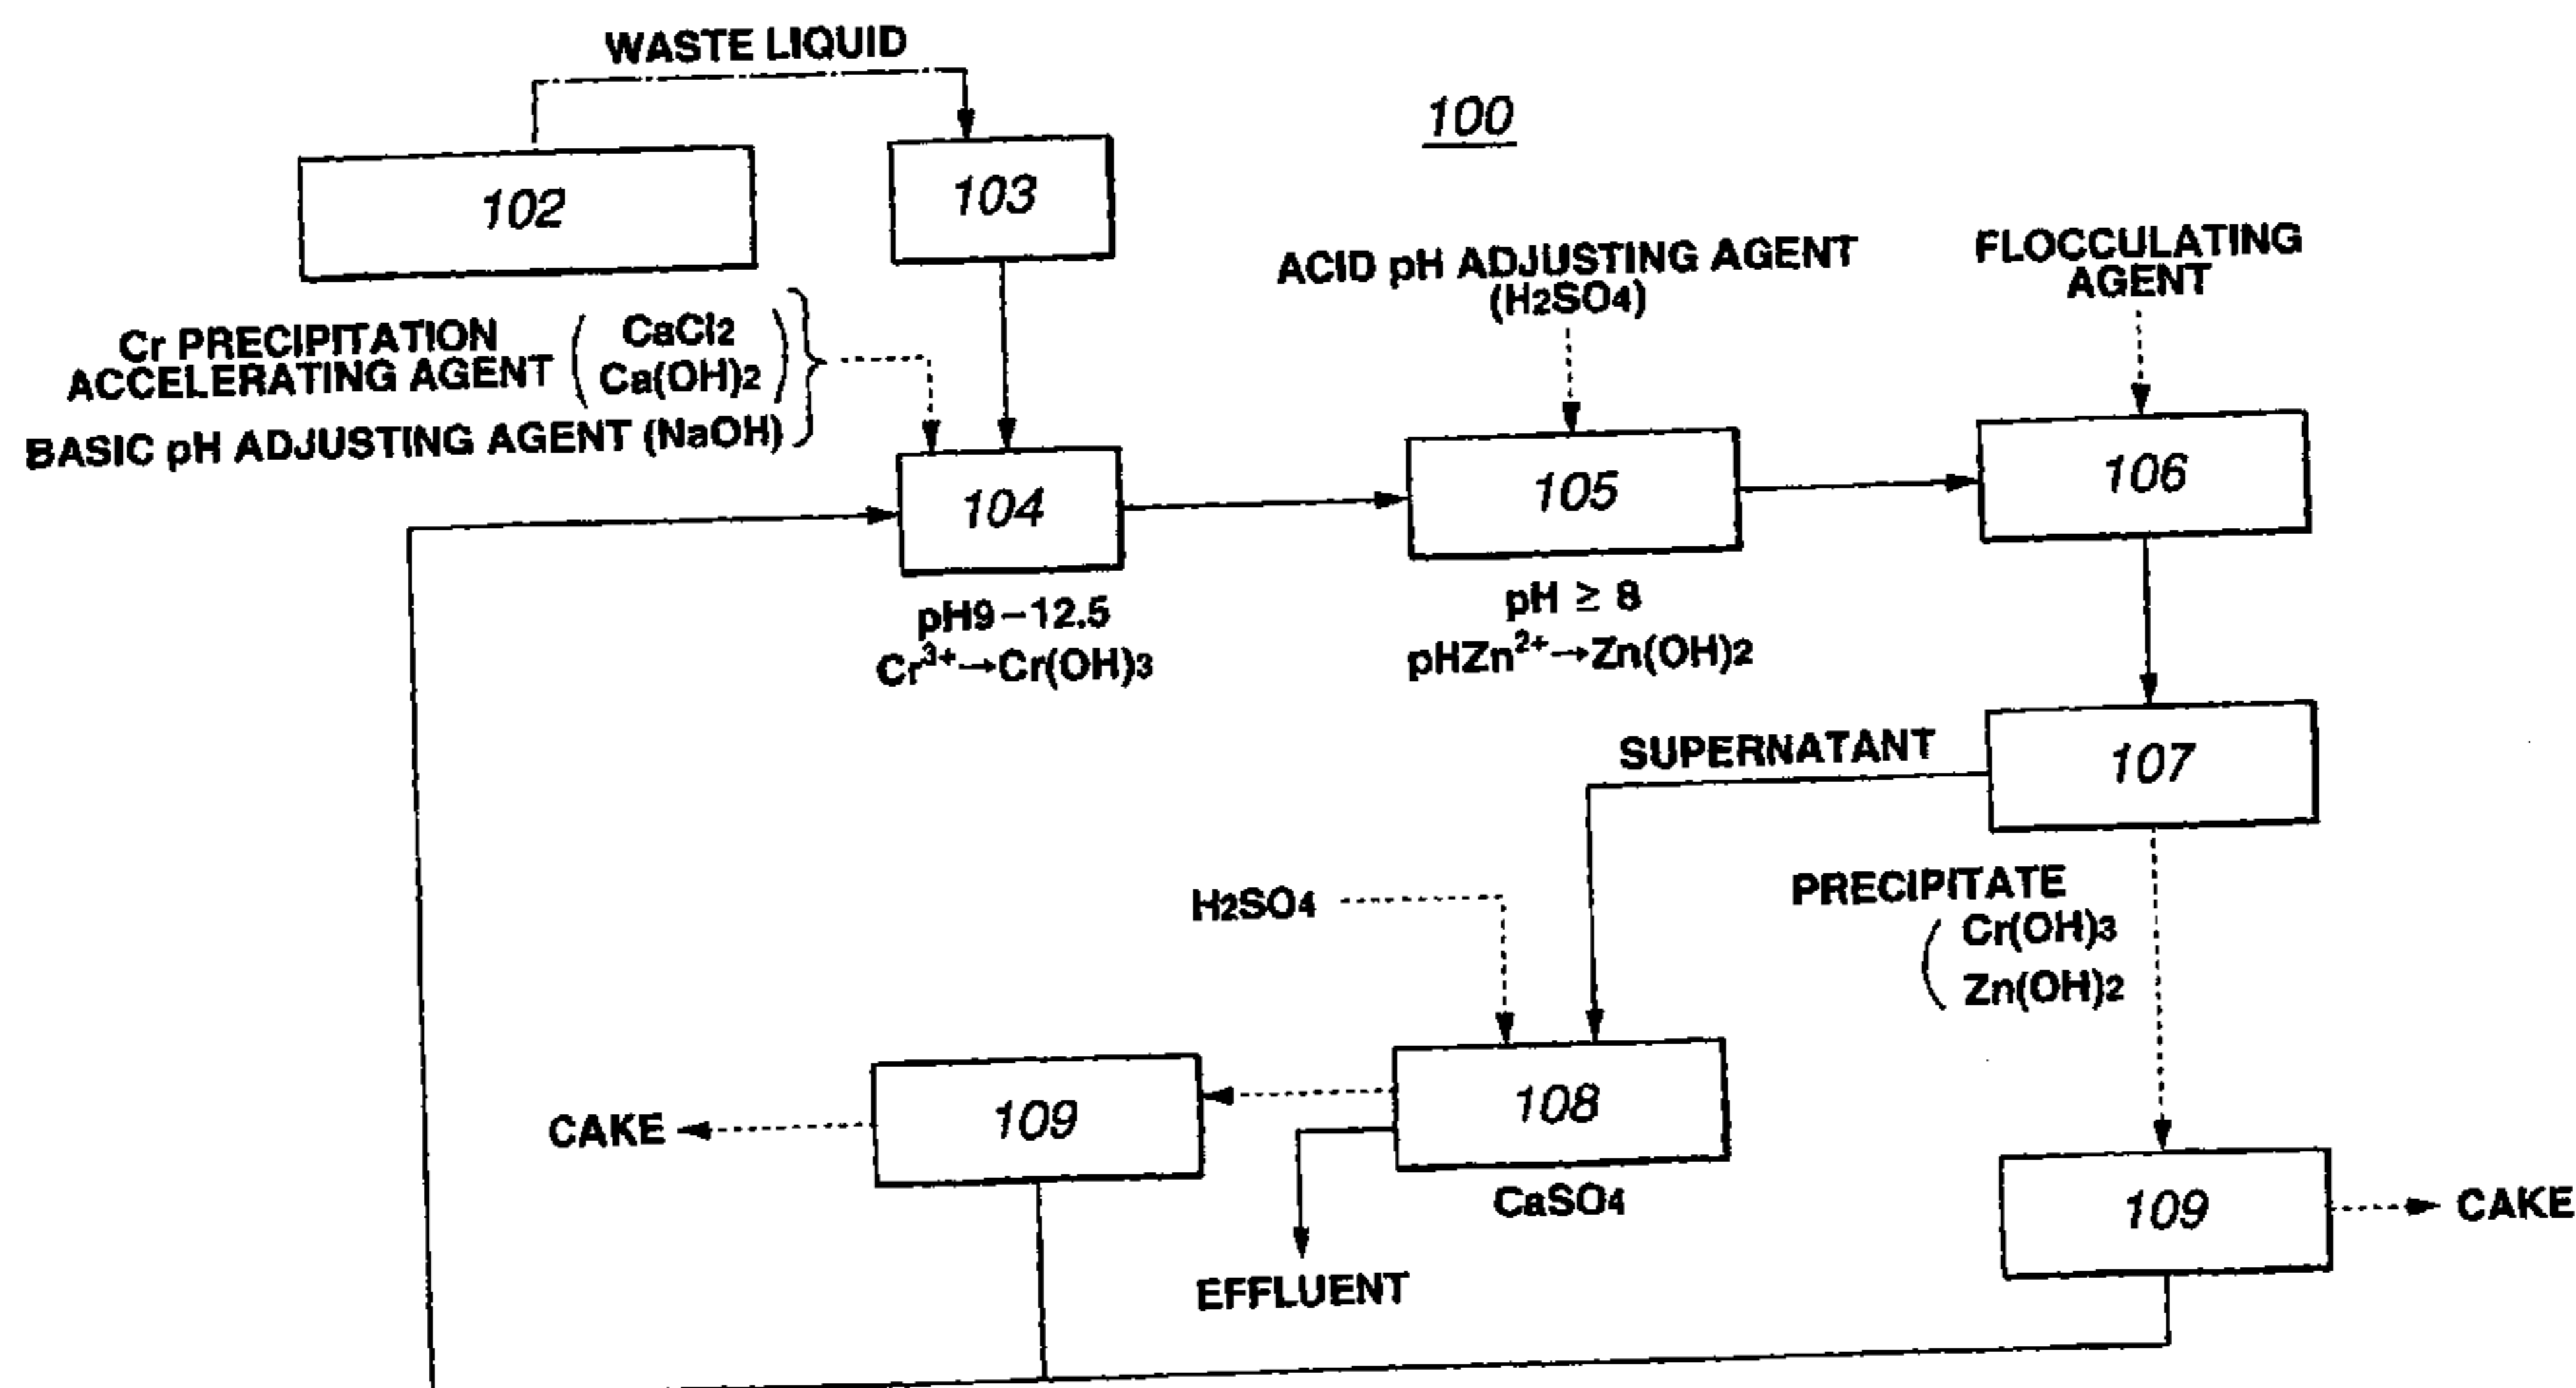 WASTE LIQUID
100
102
103
ACID pH ADJUSTING AGENT
(H2SO4)
FLOCCULATING
AGENT
Cr PRECIPITATION
ACCELERATING AGENT
( CaCl2
Ca(OH)2 )
BASIC pH ADJUSTING AGENT (NaOH)
104
105
106
pH9–12.5
Cr³⁺→Cr(OH)3
pH ≥ 8
pHZn²⁺→Zn(OH)2
SUPERNATANT
107
H2SO4
PRECIPITATE
( Cr(OH)3
Zn(OH)2
CAKE
109
108
CaSO4
EFFLUENT
109
CAKE